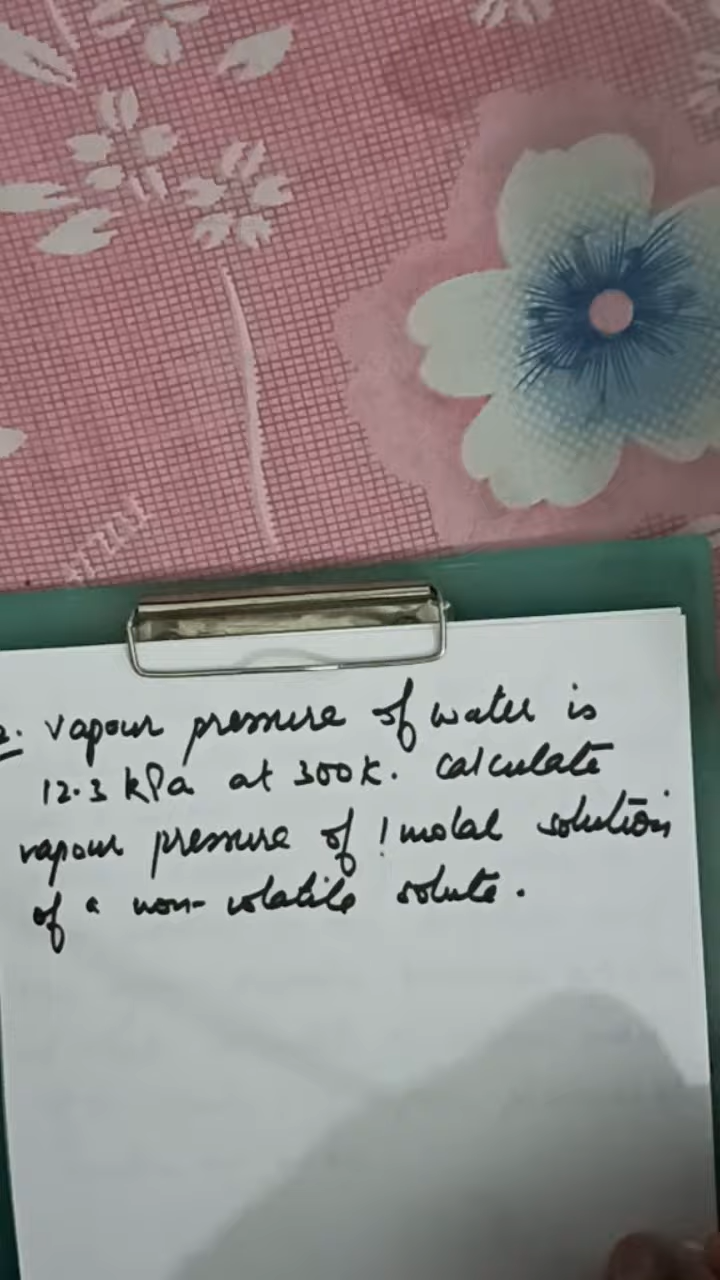 2. Vapour pressure of water is
12.3 kPa at 300K. Calculate
vapour pressure of 1 molal solution
of a non-volatile solute.